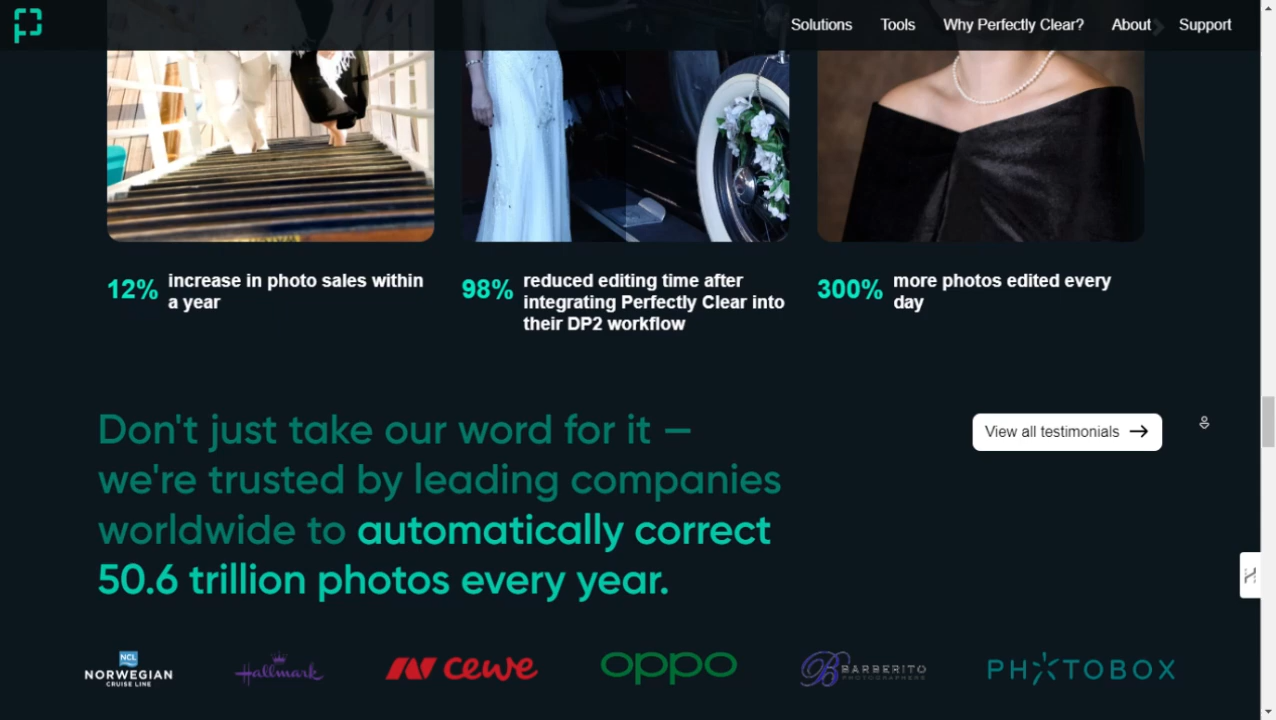 Solutions Tools Why Perfectly Clear? About Support
12% increase in photo sales within
a year
98% reduced editing time after
integrating Perfectly Clear into
their DP2 workflow
300% more photos edited every
day
Don't just take our word for it —
we're trusted by leading companies
worldwide to automatically correct
50.6 trillion photos every year.
View all testimonials →
NCL
NORWEGIAN
CRUISE LINE
Hallmark
cewe
oppo
BARBERITO
PHOTOGRAPHERS
PHOTOBOX